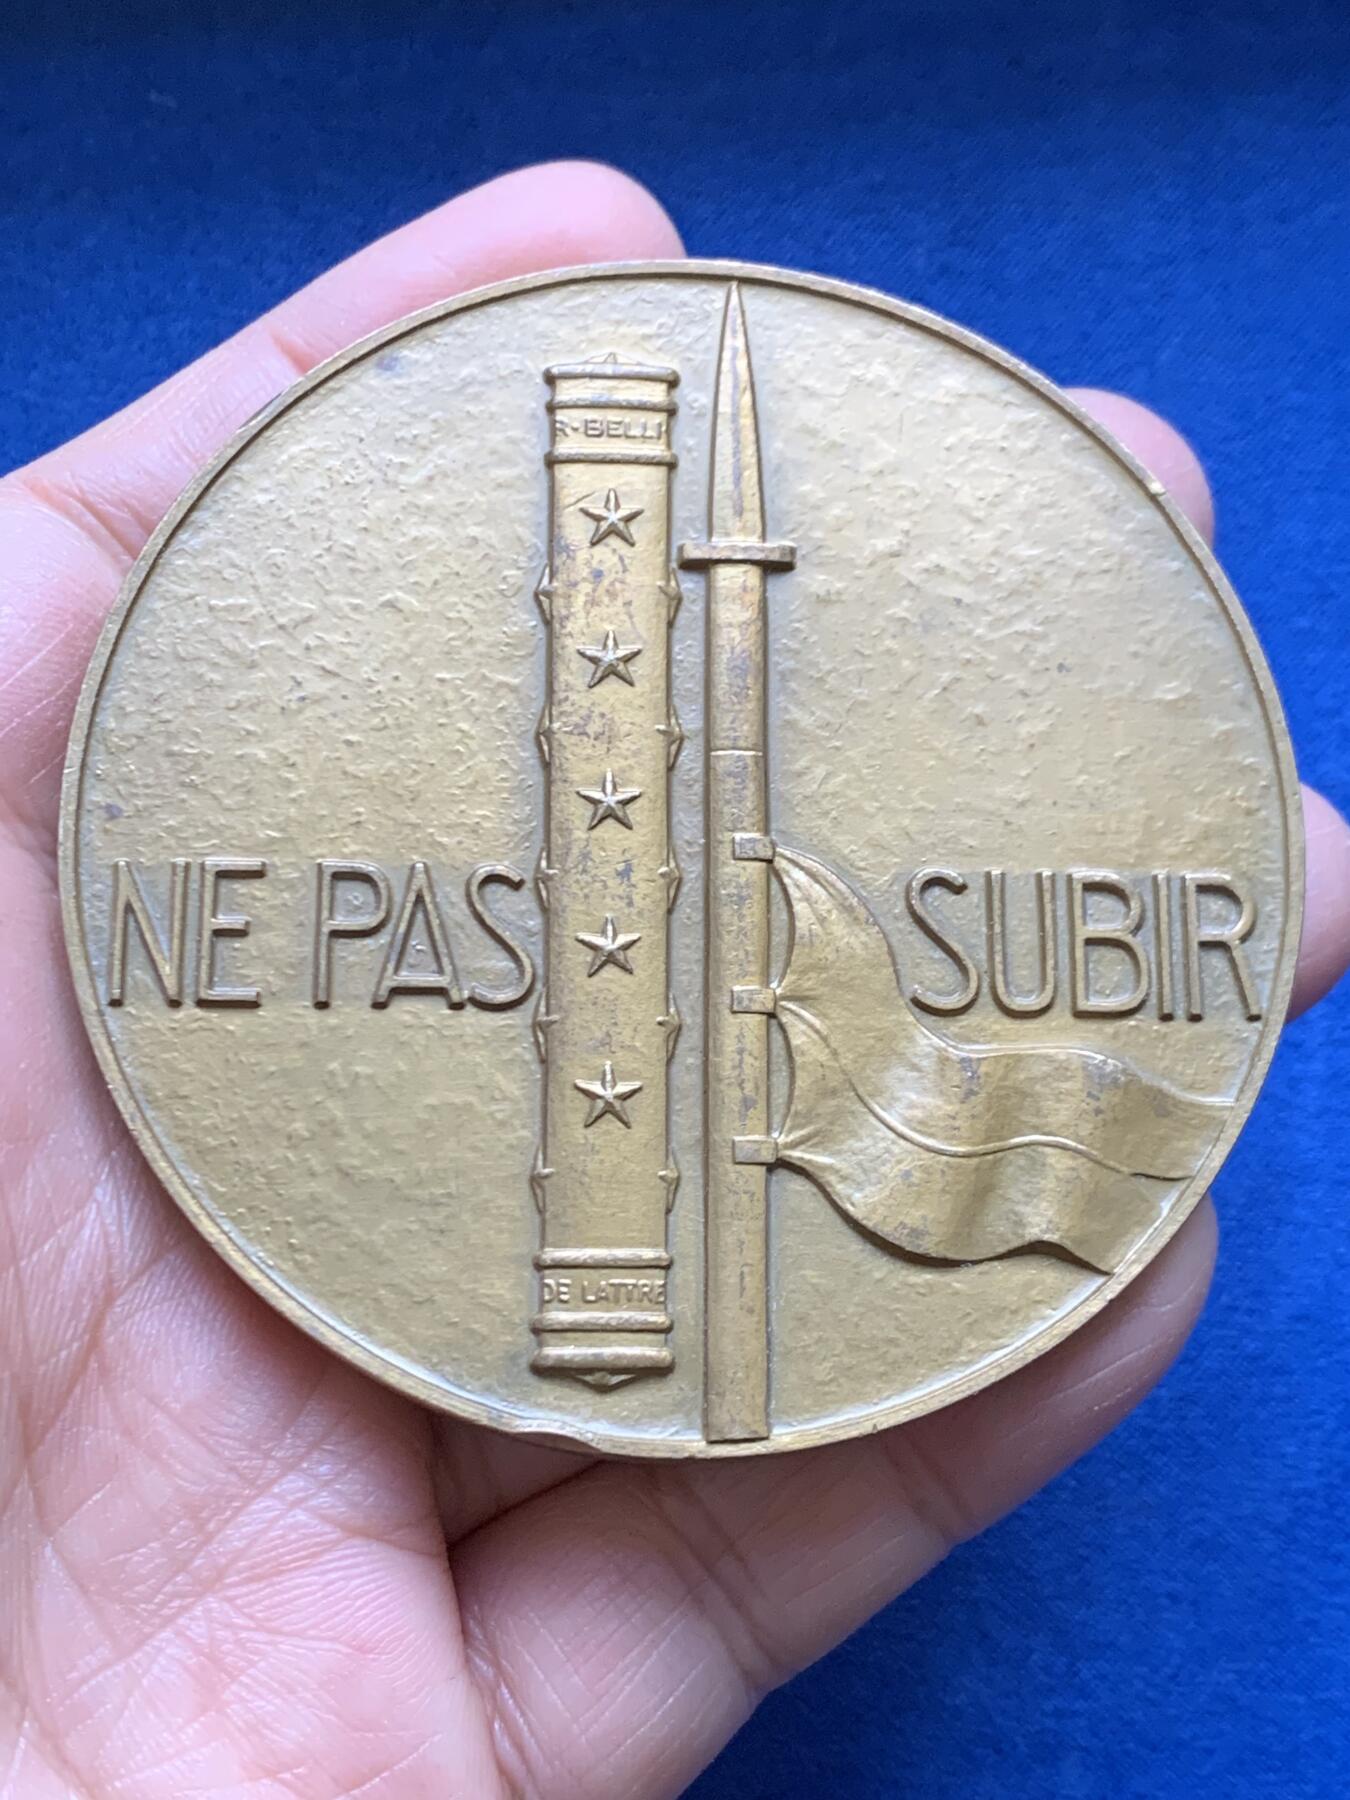 R·BELLI
NE PAS SUBIR
DE LATTRE